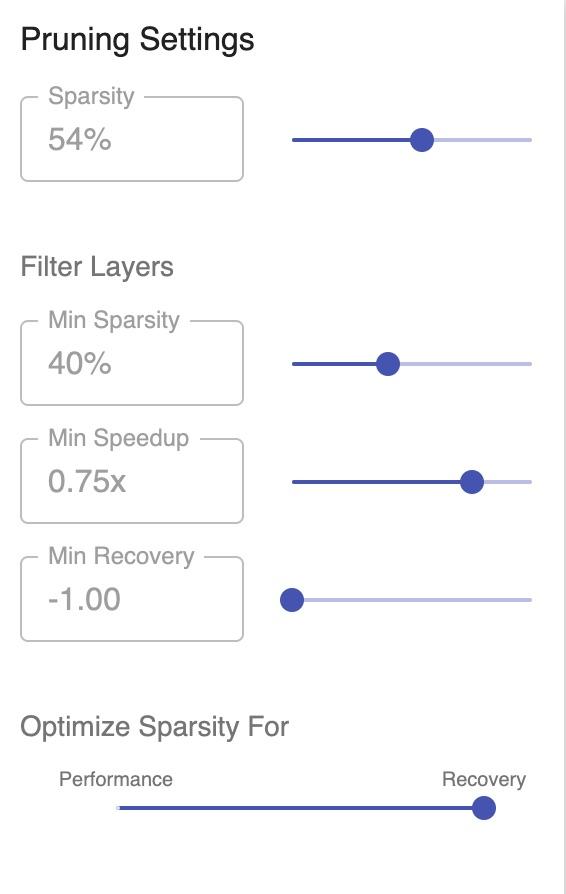 Pruning Settings
Sparsity
54%
Filter Layers
Min Sparsity
40%
Min Speedup
0.75x
Min Recovery
-1.00
Optimize Sparsity For
Performance Recovery